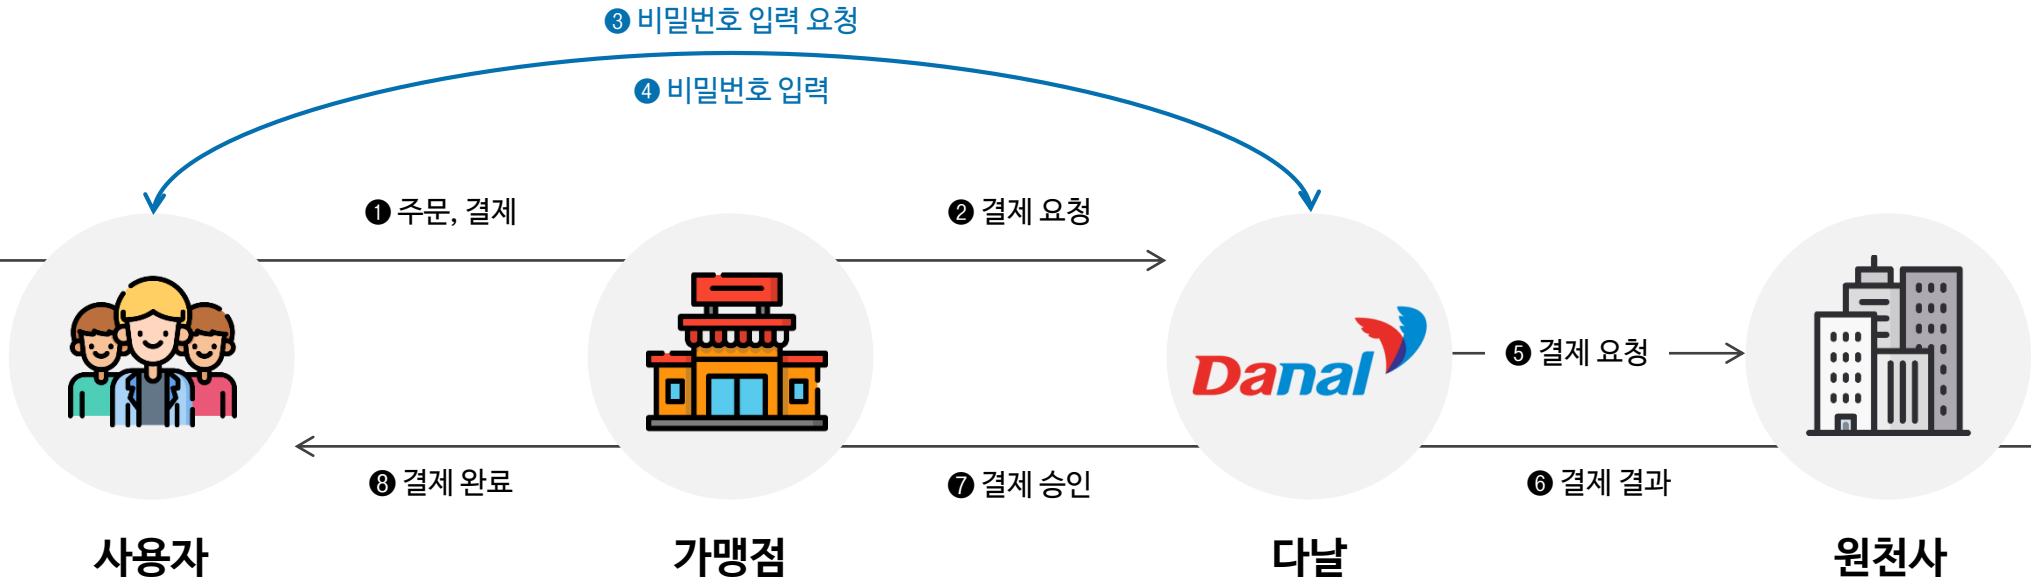 ❸ 비밀번호 입력 요청
❹ 비밀번호 입력
❶ 주문, 결제
❷ 결제 요청
Danal
❺ 결제 요청
❽ 결제 완료
❼ 결제 승인
❻ 결제 결과
사용자
가맹점
다날
원천사